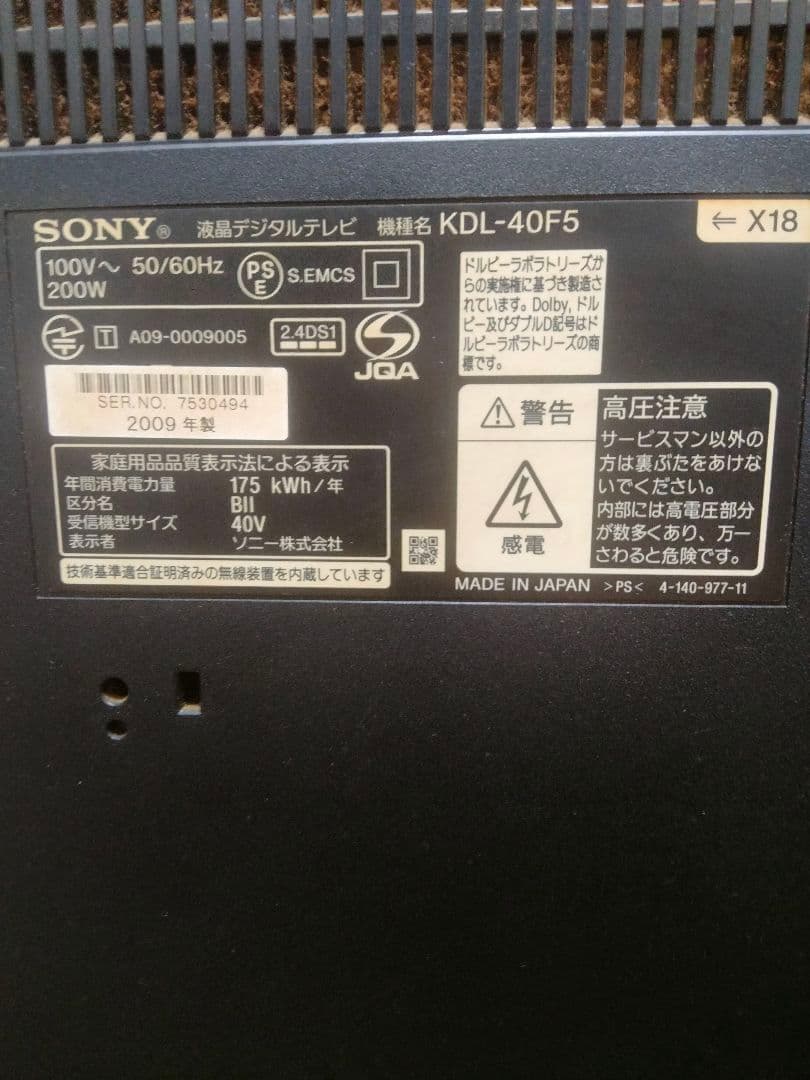 SONY® 液晶デジタルテレビ 機種名 KDL-40F5
⇐ X18
100V～ 50/60Hz
200W
PS
E
S.EMCS
T A09-0009005
2.4DS1
JQA
ドルビーラボラトリーズか
らの実施権に基づき製造さ
れています。Dolby,ドル
ビー及びダブルD記号はド
ルビーラボラトリーズの商
標です。
SER.NO. 7530494
2009 年製
家庭用品品質表示法による表示
年間消費電力量 175 kWh/年
区分名 BII
受信機型サイズ 40V
表示者 ソニー株式会社
技術基準適合証明済みの無線装置を内蔵しています
警告
感電
高圧注意
サービスマン以外の
方は裏ぶたをあけな
いでください。
内部には高電圧部分
が数多くあり、万一
さわると危険です。
MADE IN JAPAN >PS< 4-140-977-11